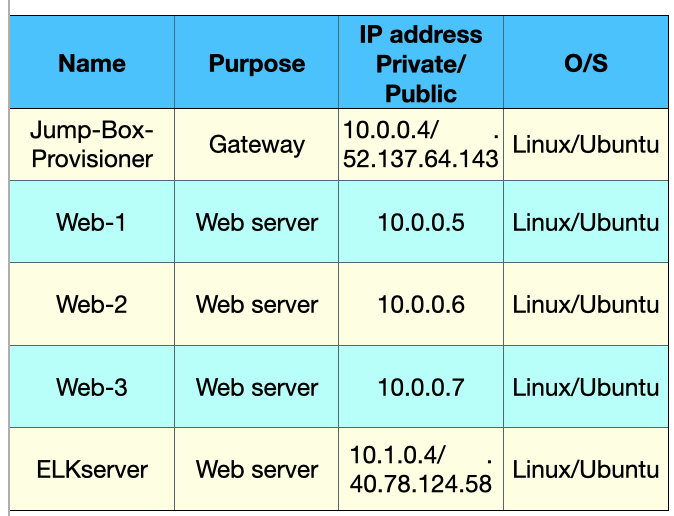 Name Purpose IP address Private/ Public O/S
Jump-Box-Provisioner Gateway 10.0.0.4/ . 52.137.64.143 Linux/Ubuntu
Web-1 Web server 10.0.0.5 Linux/Ubuntu
Web-2 Web server 10.0.0.6 Linux/Ubuntu
Web-3 Web server 10.0.0.7 Linux/Ubuntu
ELKserver Web server 10.1.0.4/ . 40.78.124.58 Linux/Ubuntu